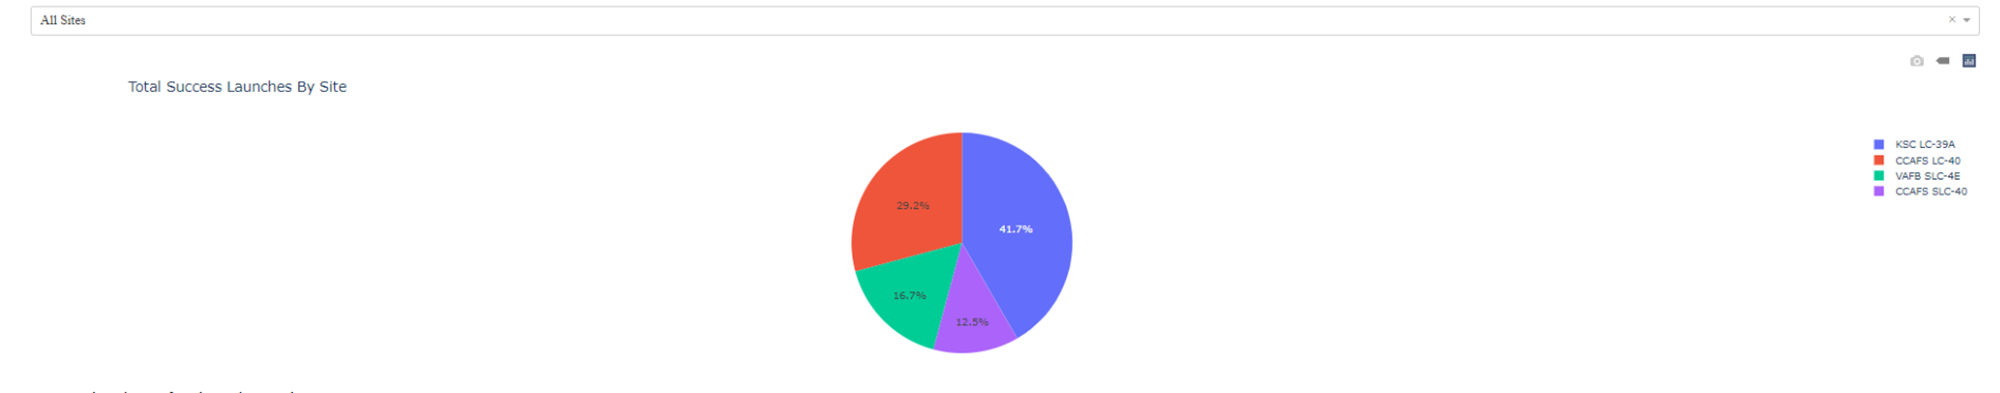 All Sites
Total Success Launches By Site
KSC LC-39A
CCAFS LC-40
VAFB SLC-4E
CCAFS SLC-40
29.2%
41.7%
16.7%
12.5%